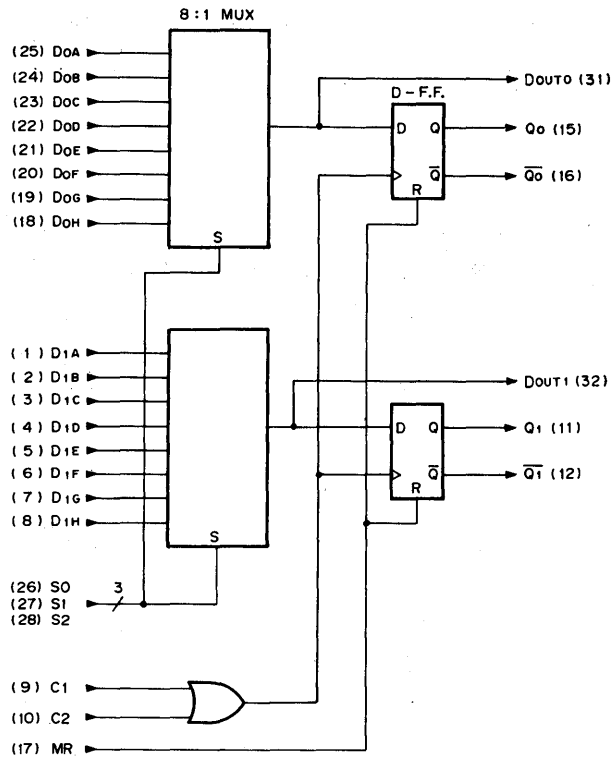 8:1 MUX
(25) D0A
(24) D0B
(23) D0C
(22) D0D
(21) D0E
(20) D0F
(19) D0G
(18) D0H
S
DOUT0 (31)
D-F.F.
D Q
Q0 (15)
Q̅
Q̅0̅ (16)
R
(1) D1A
(2) D1B
(3) D1C
(4) D1D
(5) D1E
(6) D1F
(7) D1G
(8) D1H
S
DOUT1 (32)
D Q
Q1 (11)
Q̅
Q̅1̅ (12)
R
(26) S0
(27) S1
(28) S2
3
(9) C1
(10) C2
(17) MR